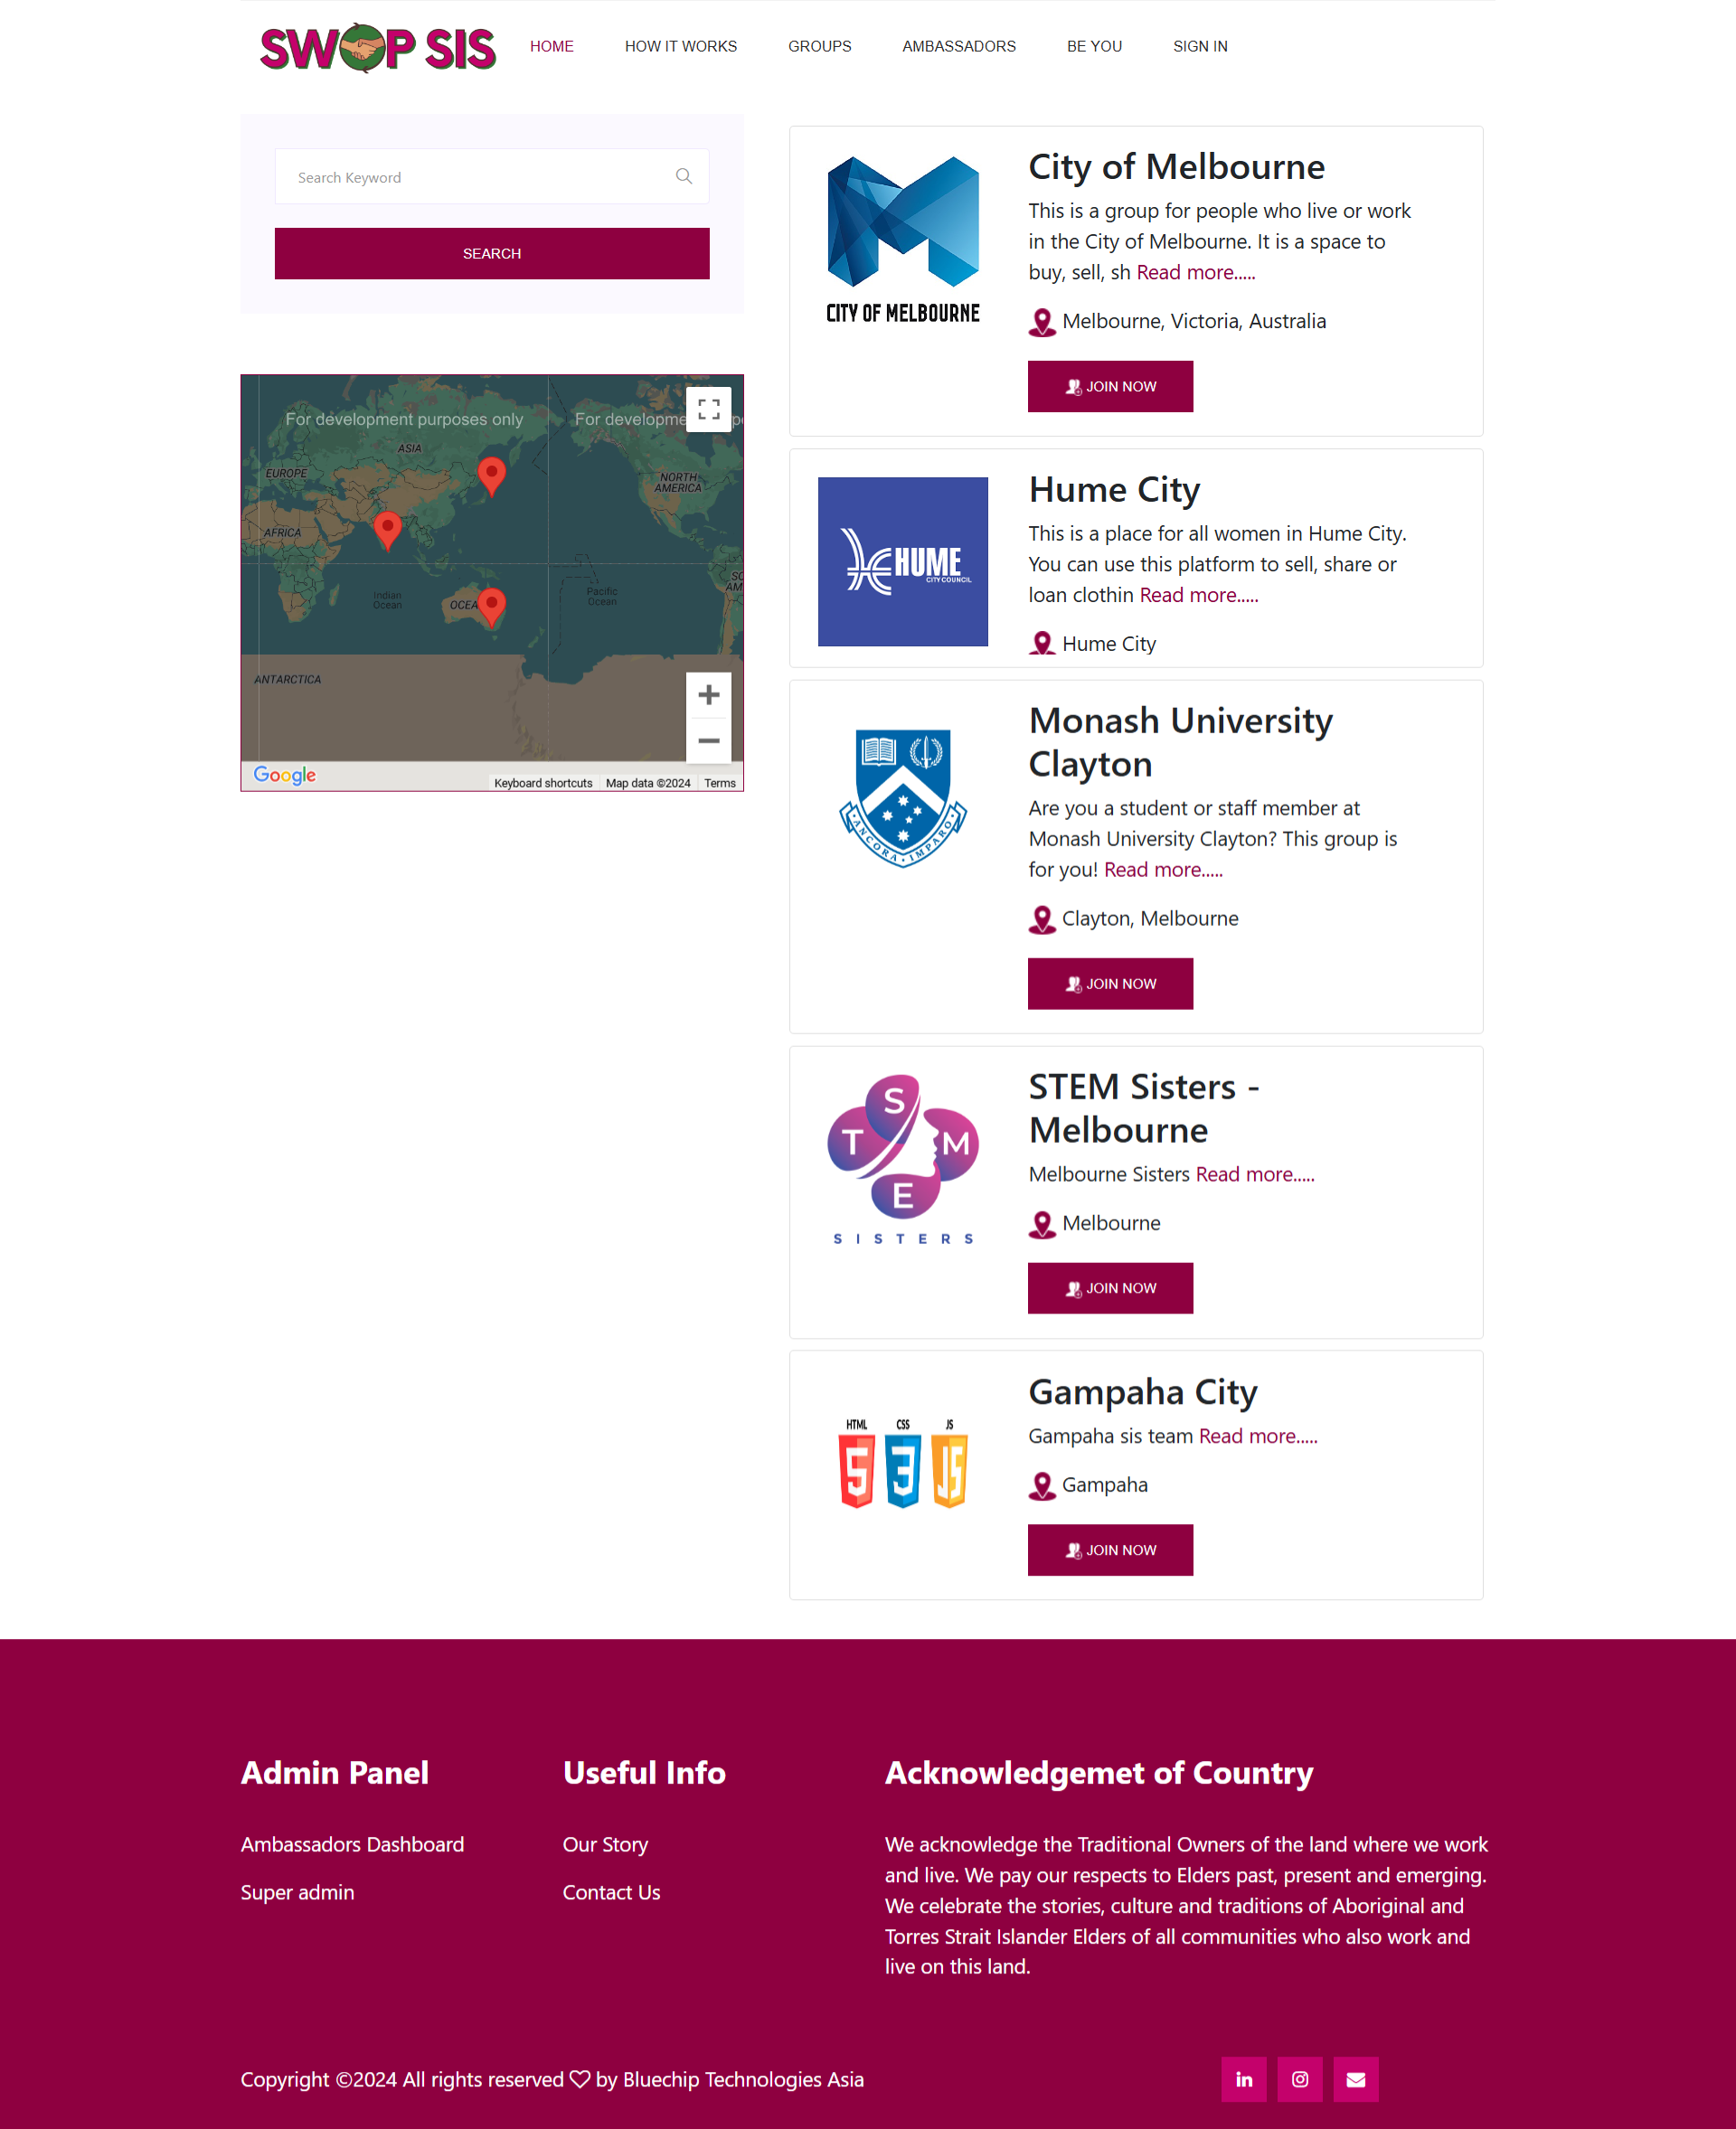 SWOP SIS
HOME
HOW IT WORKS
GROUPS
AMBASSADORS
BE YOU
SIGN IN
Search Keyword
SEARCH
For development purposes only
For developme
EUROPE
ASIA
NORTH
AMERICA
AFRICA
Indian
Ocean
OCEA
Pacific
Ocean
SO
AM
ANTARCTICA
Google
Keyboard shortcuts
Map data ©2024
Terms
CITY OF MELBOURNE
City of Melbourne
This is a group for people who live or work
in the City of Melbourne. It is a space to
buy, sell, sh Read more.....
Melbourne, Victoria, Australia
JOIN NOW
HUME
CITY COUNCIL
Hume City
This is a place for all women in Hume City.
You can use this platform to sell, share or
loan clothin Read more.....
Hume City
ANCORA · IMPARO
Monash University
Clayton
Are you a student or staff member at
Monash University Clayton? This group is
for you! Read more.....
Clayton, Melbourne
JOIN NOW
S
T
M
E
SISTERS
STEM Sisters -
Melbourne
Melbourne Sisters Read more.....
Melbourne
JOIN NOW
HTML CSS JS
5 3 JS
Gampaha City
Gampaha sis team Read more.....
Gampaha
JOIN NOW
Admin Panel
Ambassadors Dashboard
Super admin
Useful Info
Our Story
Contact Us
Acknowledgemet of Country
We acknowledge the Traditional Owners of the land where we work
and live. We pay our respects to Elders past, present and emerging.
We celebrate the stories, culture and traditions of Aboriginal and
Torres Strait Islander Elders of all communities who also work and
live on this land.
Copyright ©2024 All rights reserved ♡ by Bluechip Technologies Asia
in